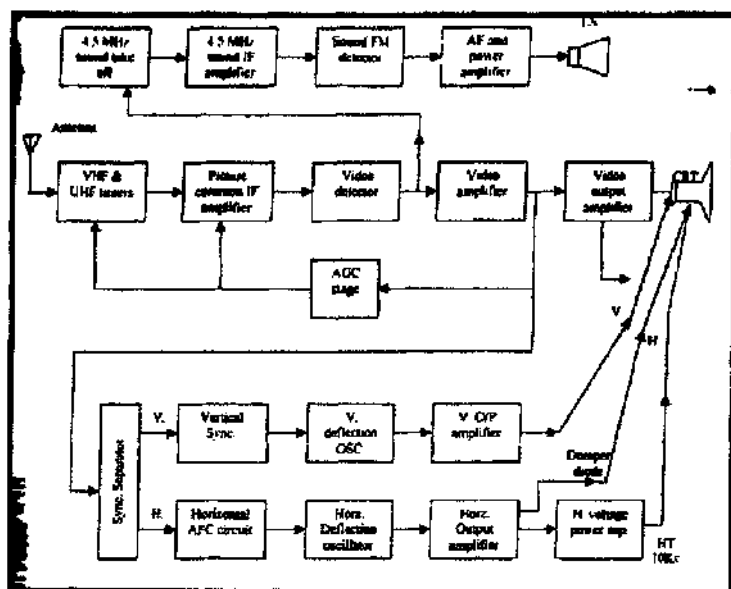 4.5 MHz
sound take
off
4.5 MHz
sound IF
amplifier
Sound FM
detector
AF and
power
amplifier
Antenna
VHF &
UHF tuners
Picture
common IF
amplifier
Video
detector
Video
amplifier
Video
output
amplifier
CRT
AGC
stage
V
H
Sync. Separator
V.
Vertical
Sync.
V.
deflection
OSC
V. O/P
amplifier
Damper
diode
H.
Horizontal
AFC circuit
Horz.
Deflection
oscillator
Horz.
Output
amplifier
H. voltage
power
HT